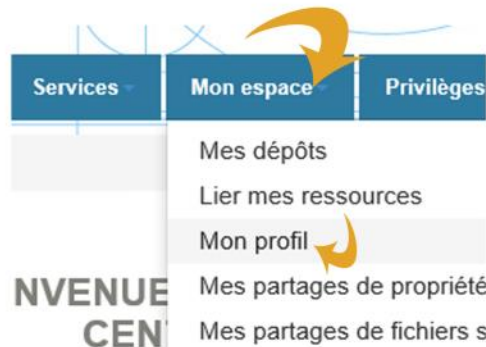 Services Mon espace Privilèges
Mes dépôts
Lier mes ressources
Mon profil
NVENUE Mes partages de propriété
CEN Mes partages de fichiers s